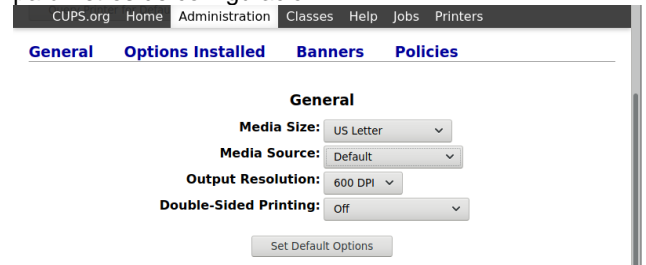 CUPS.org Home Administration Classes Help Jobs Printers
General Options Installed Banners Policies
General
Media Size: US Letter
Media Source: Default
Output Resolution: 600 DPI
Double-Sided Printing: Off
Set Default Options